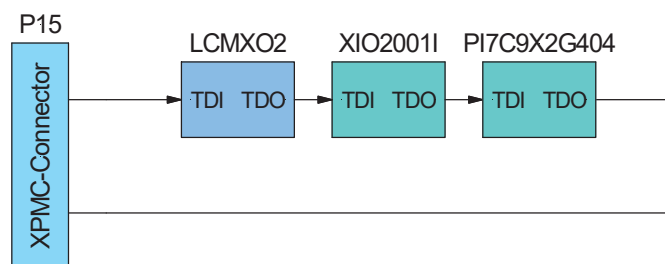 P15
LCMXO2
XIO2001I
PI7C9X2G404
TDI TDO
TDI TDO
TDI TDO
XPMC-Connector